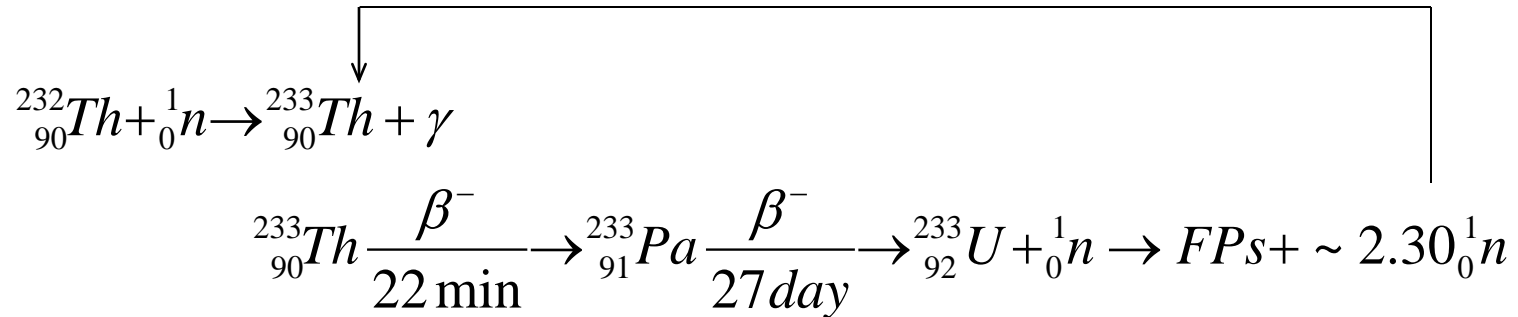 ²³²₉₀Th+¹₀n→²³³₉₀Th + γ
²³³₉₀Th β⁻/22 min →²³³₉₁Pa β⁻/27day →²³³₉₂U +¹₀n → FPs+ ~ 2.30¹₀n